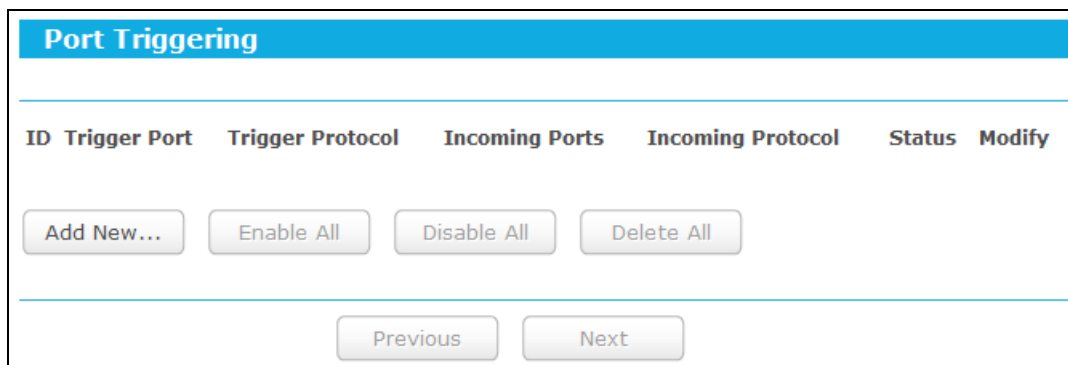 Port Triggering
ID Trigger Port Trigger Protocol Incoming Ports Incoming Protocol Status Modify
Add New... Enable All Disable All Delete All
Previous Next